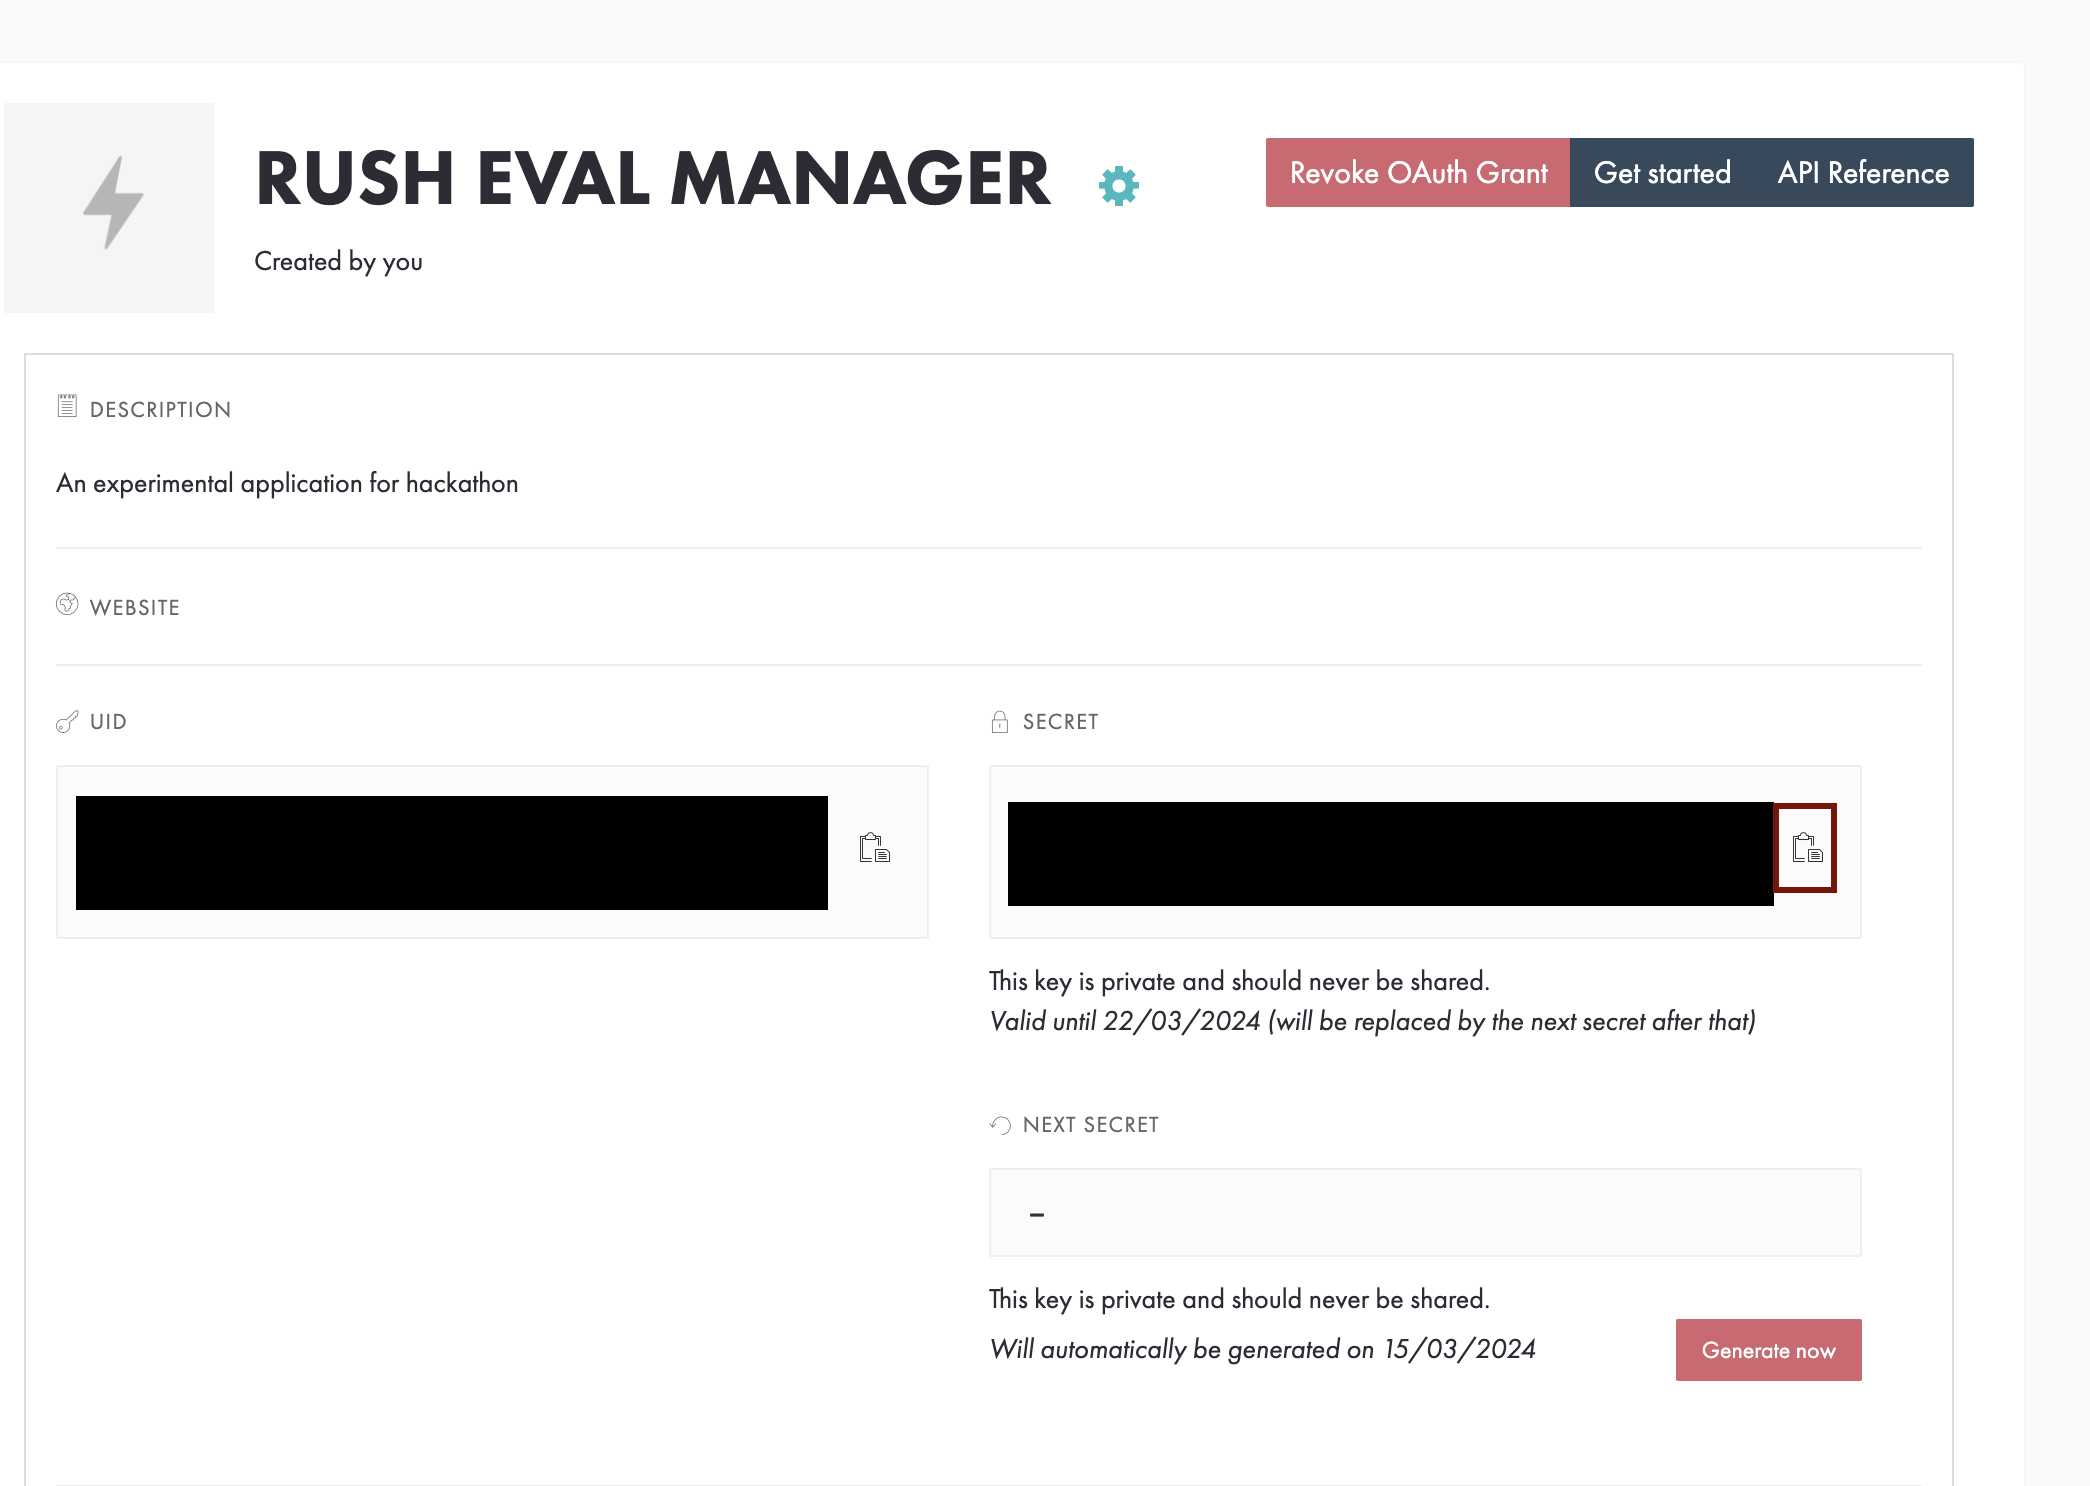 RUSH EVAL MANAGER
Revoke OAuth Grant
Get started
API Reference
Created by you
DESCRIPTION
An experimental application for hackathon
WEBSITE
UID
SECRET
This key is private and should never be shared.
Valid until 22/03/2024 (will be replaced by the next secret after that)
NEXT SECRET
–
This key is private and should never be shared.
Will automatically be generated on 15/03/2024
Generate now